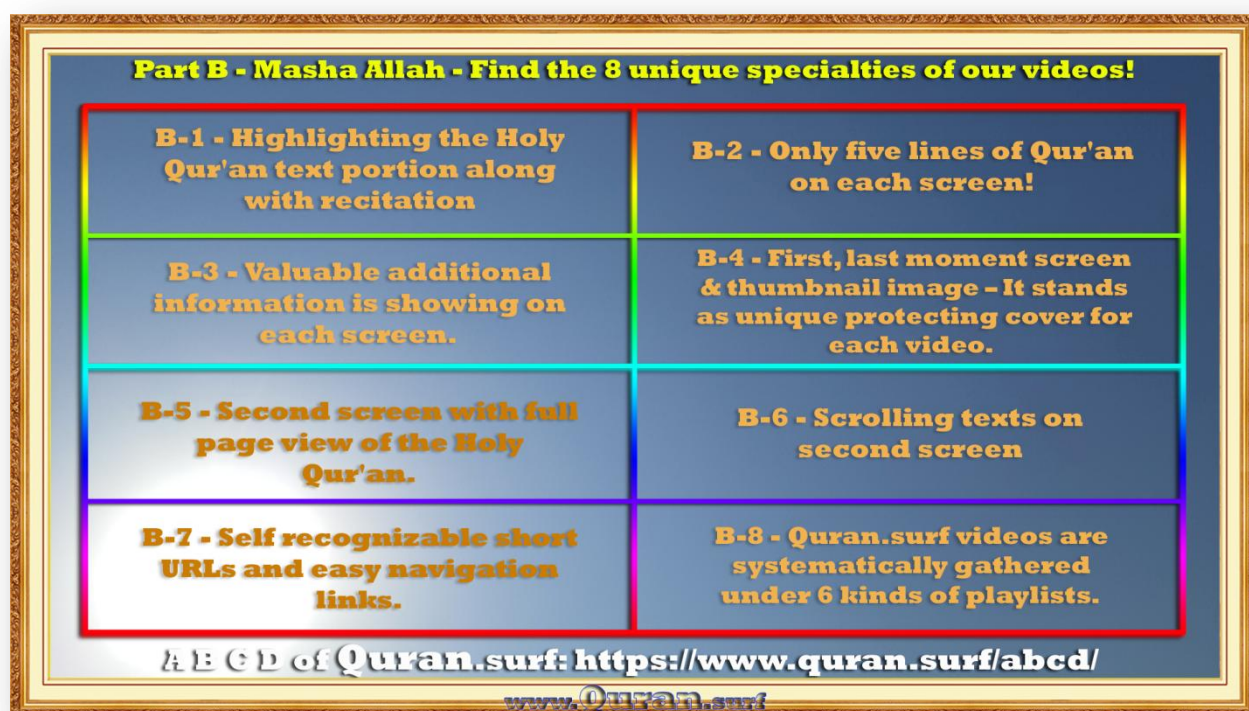 Part B - Masha Allah - Find the 8 unique specialties of our videos!
B-1 - Highlighting the Holy
Qur'an text portion along
with recitation
B-2 - Only five lines of Qur'an
on each screen!
B-3 - Valuable additional
information is showing on
each screen.
B-4 - First, last moment screen
& thumbnail image – It stands
as unique protecting cover for
each video.
B-5 - Second screen with full
page view of the Holy
Qur'an.
B-6 - Scrolling texts on
second screen
B-7 - Self recognizable short
URLs and easy navigation
links.
B-8 - Quran.surf videos are
systematically gathered
under 6 kinds of playlists.
A B C D of Quran.surf: https://www.quran.surf/abcd/
www.Quran.surf